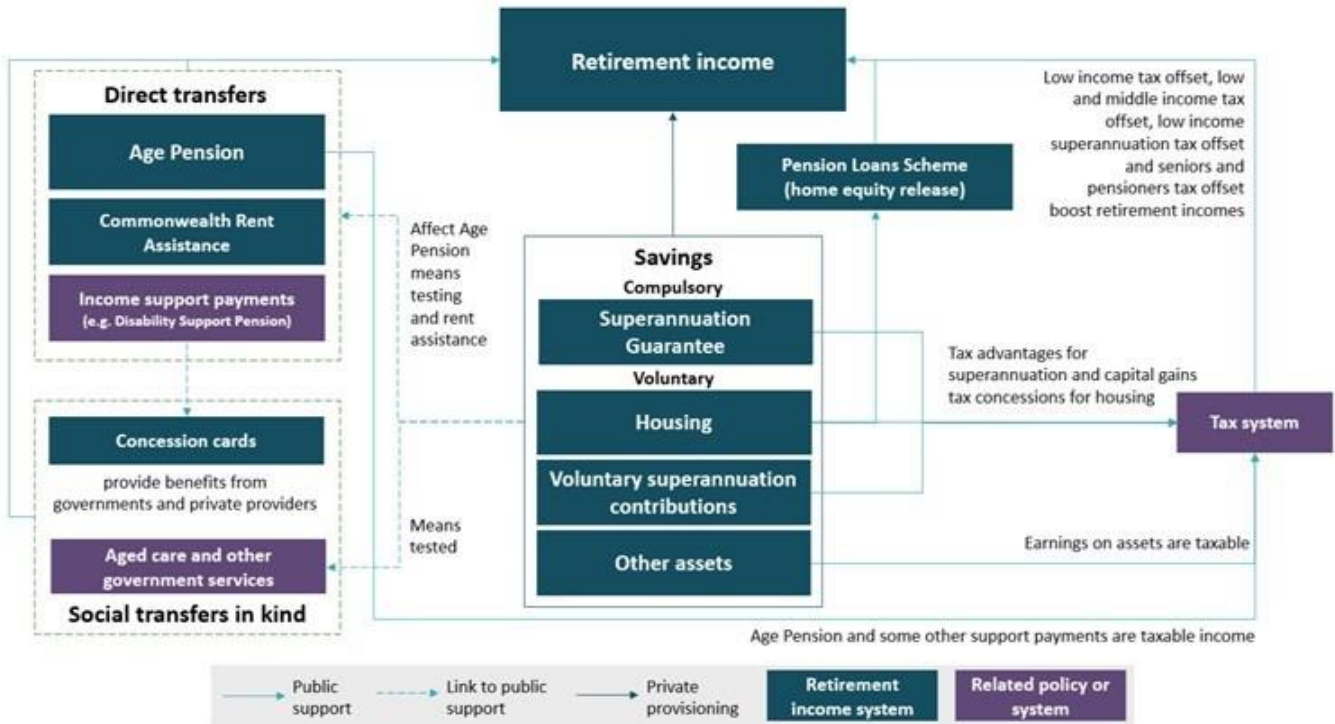 Retirement income
Direct transfers
Age Pension
Commonwealth Rent
Assistance
Income support payments
(e.g. Disability Support Pension)
Concession cards
provide benefits from
governments and private providers
Aged care and other
government services
Social transfers in kind
Affect Age
Pension
means
testing
and rent
assistance
Means
tested
Savings
Compulsory
Superannuation
Guarantee
Voluntary
Housing
Voluntary superannuation
contributions
Other assets
Pension Loans Scheme
(home equity release)
Low income tax offset, low
and middle income tax
offset, low income
superannuation tax offset
and seniors and
pensioners tax offset
boost retirement incomes
Tax advantages for
superannuation and capital gains
tax concessions for housing
Tax system
Earnings on assets are taxable
Age Pension and some other support payments are taxable income
Public
support
Link to public
support
Private
provisioning
Retirement
income system
Related policy or
system